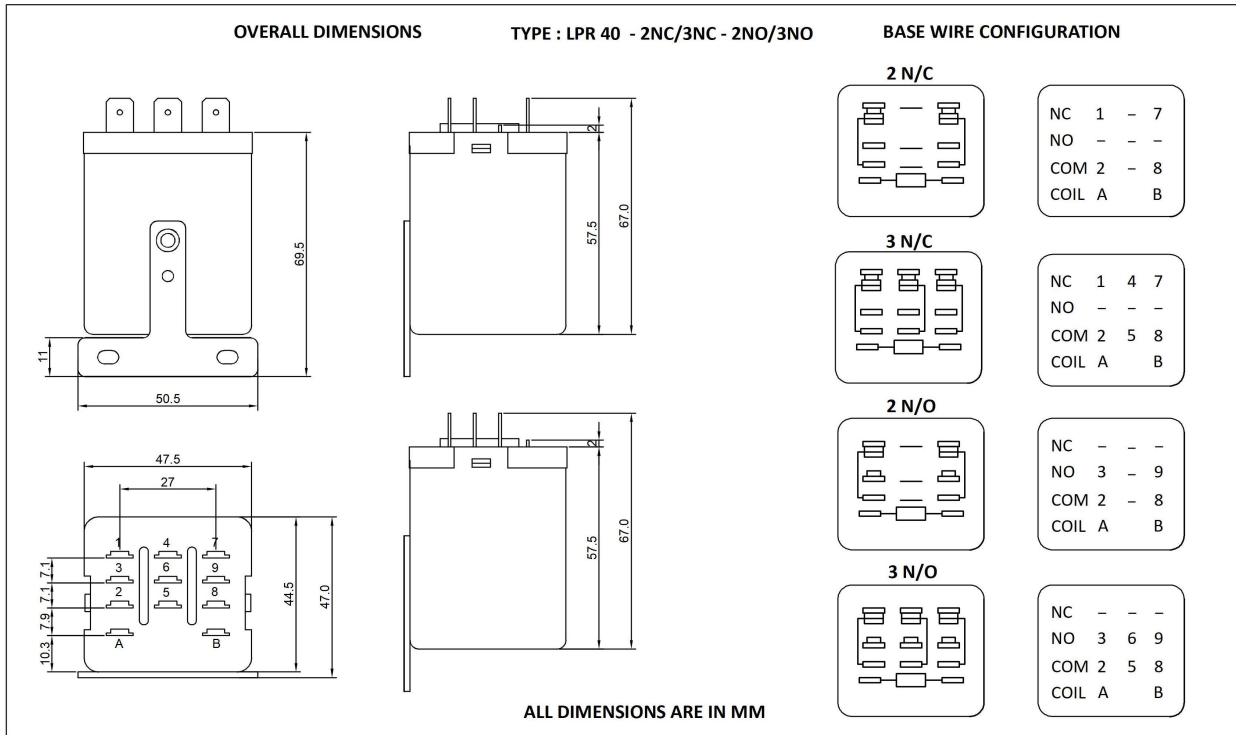 OVERALL DIMENSIONS
TYPE : LPR 40 - 2NC/3NC - 2NO/3NO
BASE WIRE CONFIGURATION
69.5
11
50.5
2
57.5
67.0
47.5
27
1 4 7
3 6 9
2 5 8
A B
7.1
7.1
7.9
10.3
44.5
47.0
2
57.5
67.0
2 N/C
NC 1 – 7
NO – – –
COM 2 – 8
COIL A B
3 N/C
NC 1 4 7
NO – – –
COM 2 5 8
COIL A B
2 N/O
NC – – –
NO 3 – 9
COM 2 – 8
COIL A B
3 N/O
NC – – –
NO 3 6 9
COM 2 5 8
COIL A B
ALL DIMENSIONS ARE IN MM